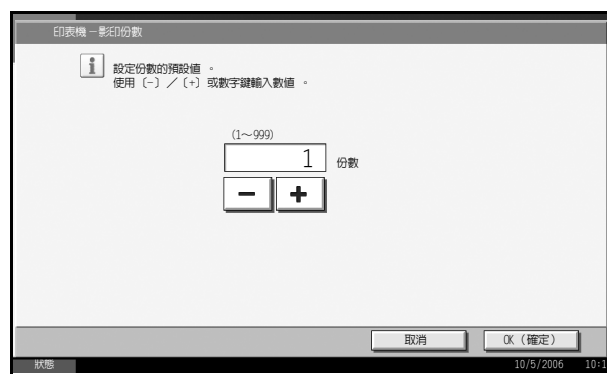 印表機－影印份數
設定份數的預設值 。
使用〔-〕／〔+〕或數字鍵輸入數值 。
(1～999)
1 份數
取消 OK（確定）
狀態 10/5/2006 10:1